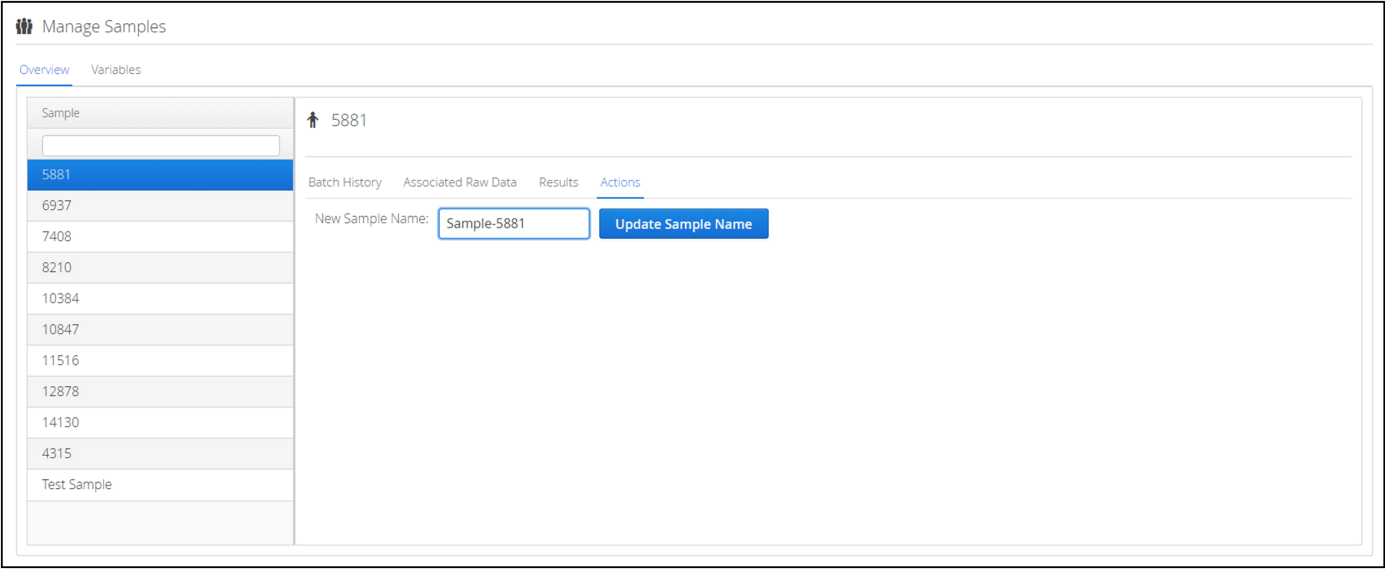 Manage Samples
Overview Variables
Sample
5881
6937
7408
8210
10384
10847
11516
12878
14130
4315
Test Sample
5881
Batch History Associated Raw Data Results Actions
New Sample Name: Sample-5881 Update Sample Name